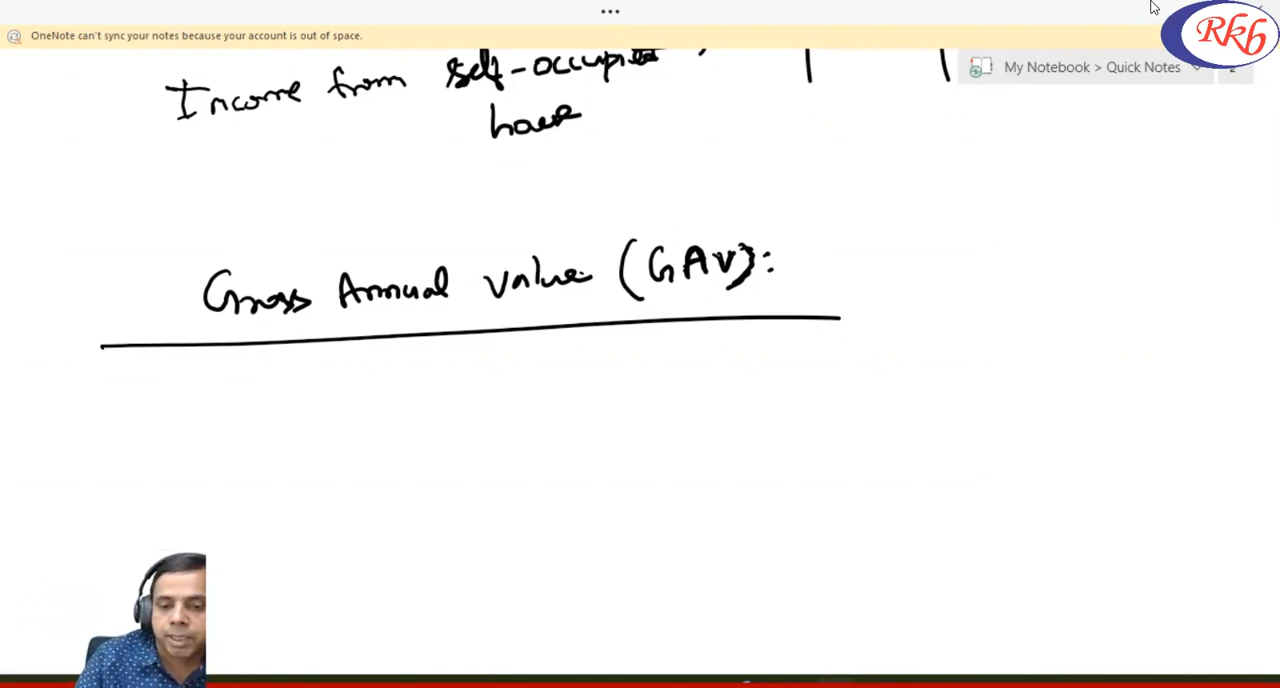 ...
OneNote can't sync your notes because your account is out of space.
Rkb
My Notebook > Quick Notes
Income from self-occupied
house
Gross Annual value (GAV):